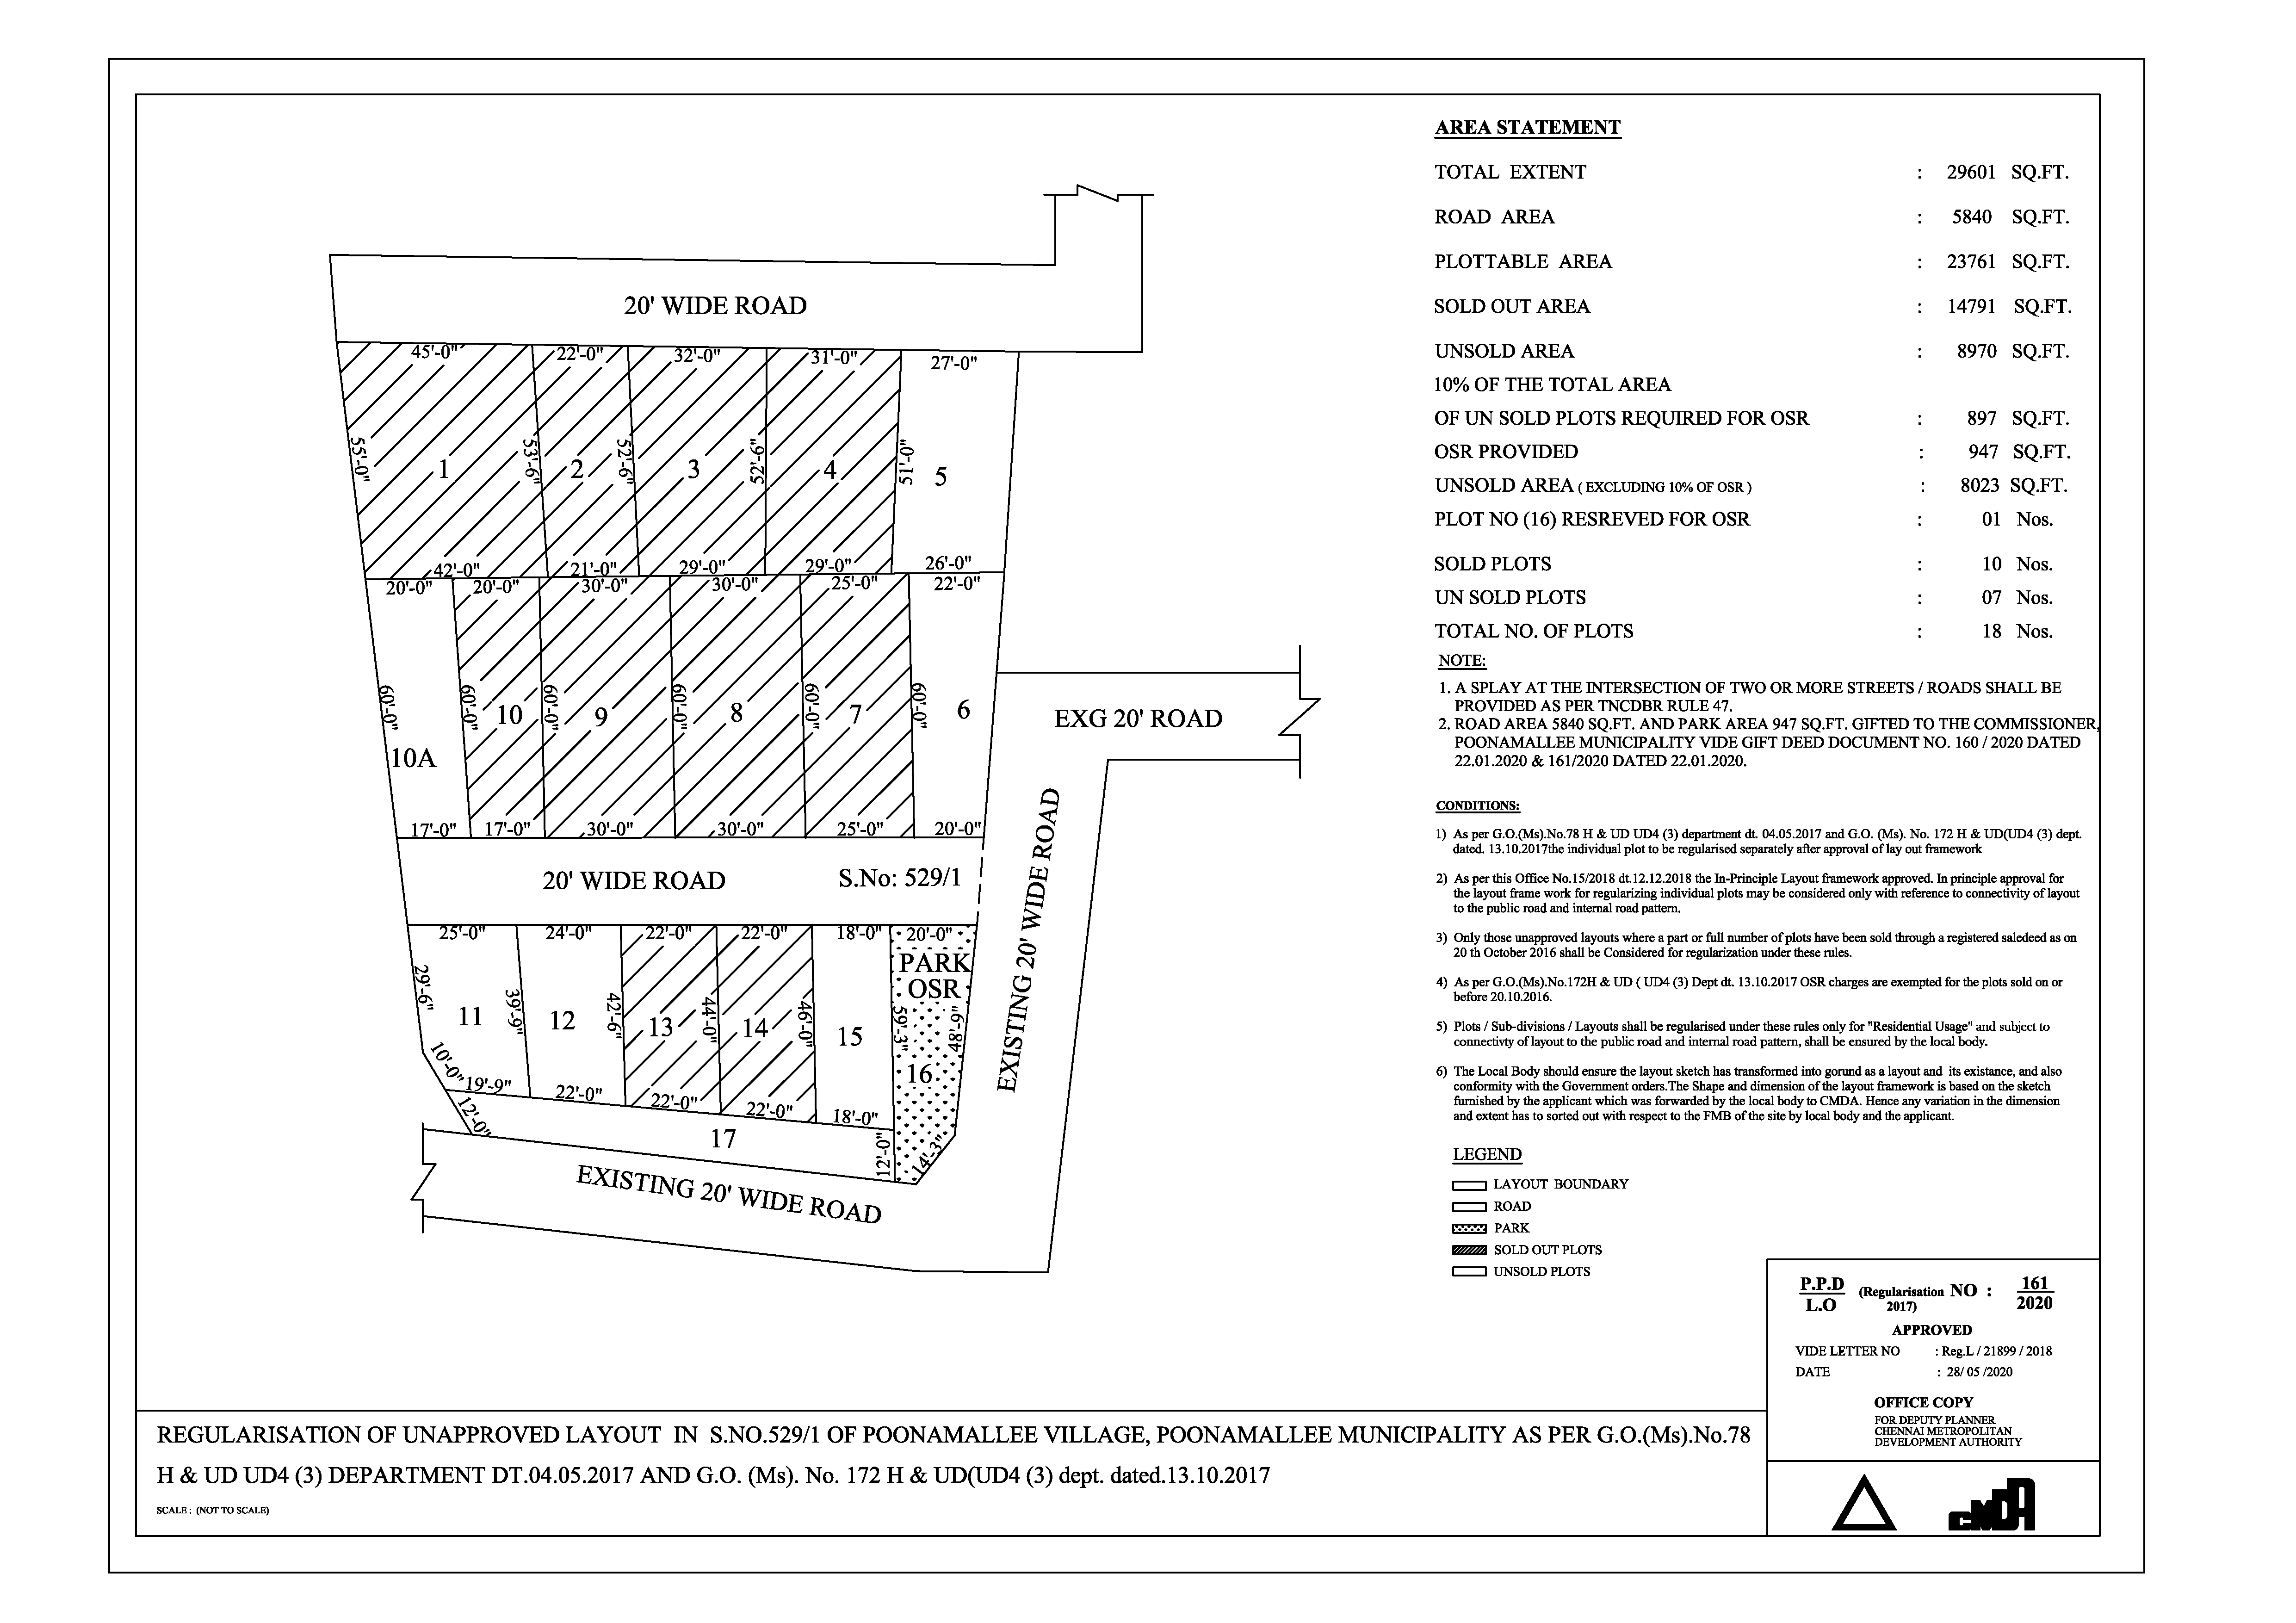 AREA STATEMENT
TOTAL EXTENT : 29601 SQ.FT.
ROAD AREA : 5840 SQ.FT.
PLOTTABLE AREA : 23761 SQ.FT.
SOLD OUT AREA : 14791 SQ.FT.
UNSOLD AREA : 8970 SQ.FT.
10% OF THE TOTAL AREA
OF UN SOLD PLOTS REQUIRED FOR OSR : 897 SQ.FT.
OSR PROVIDED : 947 SQ.FT.
UNSOLD AREA ( EXCLUDING 10% OF OSR ) : 8023 SQ.FT.
PLOT NO (16) RESREVED FOR OSR : 01 Nos.
SOLD PLOTS : 10 Nos.
UN SOLD PLOTS : 07 Nos.
TOTAL NO. OF PLOTS : 18 Nos.
NOTE:
1. A SPLAY AT THE INTERSECTION OF TWO OR MORE STREETS / ROADS SHALL BE
PROVIDED AS PER TNCDBR RULE 47.
2. ROAD AREA 5840 SQ.FT. AND PARK AREA 947 SQ.FT. GIFTED TO THE COMMISSIONER,
POONAMALLEE MUNICIPALITY VIDE GIFT DEED DOCUMENT NO. 160 / 2020 DATED
22.01.2020 & 161/2020 DATED 22.01.2020.
CONDITIONS:
1) As per G.O.(Ms).No.78 H & UD UD4 (3) department dt. 04.05.2017 and G.O. (Ms). No. 172 H & UD(UD4 (3) dept.
dated. 13.10.2017the individual plot to be regularised separately after approval of lay out framework
2) As per this Office No.15/2018 dt.12.12.2018 the In-Principle Layout framework approved. In principle approval for
the layout frame work for regularizing individual plots may be considered only with reference to connectivity of layout
to the public road and internal road pattern.
3) Only those unapproved layouts where a part or full number of plots have been sold through a registered saledeed as on
20 th October 2016 shall be Considered for regularization under these rules.
4) As per G.O.(Ms).No.172H & UD ( UD4 (3) Dept dt. 13.10.2017 OSR charges are exempted for the plots sold on or
before 20.10.2016.
5) Plots / Sub-divisions / Layouts shall be regularised under these rules only for "Residential Usage" and subject to
connectivty of layout to the public road and internal road pattern, shall be ensured by the local body.
6) The Local Body should ensure the layout sketch has transformed into gorund as a layout and its existance, and also
conformity with the Government orders.The Shape and dimension of the layout framework is based on the sketch
furnished by the applicant which was forwarded by the local body to CMDA. Hence any variation in the dimension
and extent has to sorted out with respect to the FMB of the site by local body and the applicant.
LEGEND
LAYOUT BOUNDARY
ROAD
PARK
SOLD OUT PLOTS
UNSOLD PLOTS
20' WIDE ROAD
45'-0" 22'-0" 32'-0" 31'-0" 27'-0"
55'-0" 53'-6" 52'-6" 52'-9" 51'-0"
1 2 3 4 5
42'-0" 21'-0" 29'-0" 29'-0" 26'-0"
20'-0" 20'-0" 30'-0" 30'-0" 25'-0" 22'-0"
60'-0" 60'-0" 60'-0" 60'-0" 60'-0" 60'-0"
10A 10 9 8 7 6
17'-0" 17'-0" 30'-0" 30'-0" 25'-0" 20'-0"
EXG 20' ROAD
20' WIDE ROAD S.No: 529/1
EXISTING 20' WIDE ROAD
25'-0" 24'-0" 22'-0" 22'-0" 18'-0" 20'-0"
PARK
OSR
29'-6" 39'-9" 42'-6" 44'-0" 46'-0" 59'-3" 48'-9"
11 12 13 14 15 16
10'-0" 19'-9" 22'-0" 22'-0" 22'-0" 18'-0"
12'-0" 17 12'-0" 14'-3"
EXISTING 20' WIDE ROAD
P.P.D
L.O
(Regularisation
2017)
NO : 161
2020
APPROVED
VIDE LETTER NO : Reg.L / 21899 / 2018
DATE : 28/ 05 /2020
OFFICE COPY
FOR DEPUTY PLANNER
CHENNAI METROPOLITAN
DEVELOPMENT AUTHORITY
CMDA
REGULARISATION OF UNAPPROVED LAYOUT IN S.NO.529/1 OF POONAMALLEE VILLAGE, POONAMALLEE MUNICIPALITY AS PER G.O.(Ms).No.78
H & UD UD4 (3) DEPARTMENT DT.04.05.2017 AND G.O. (Ms). No. 172 H & UD(UD4 (3) dept. dated.13.10.2017
SCALE : (NOT TO SCALE)